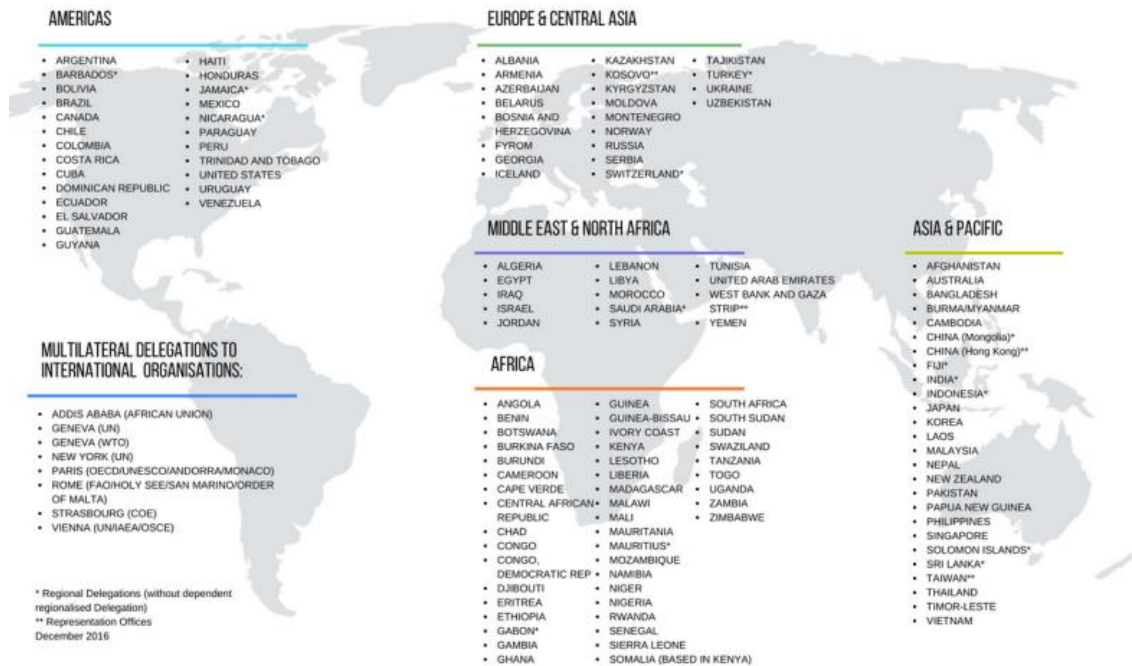 AMERICAS
ARGENTINA
BARBADOS*
BOLIVIA
BRAZIL
CANADA
CHILE
COLOMBIA
COSTA RICA
CUBA
DOMINICAN REPUBLIC
ECUADOR
EL SALVADOR
GUATEMALA
GUYANA
HAITI
HONDURAS
JAMAICA*
MEXICO
NICARAGUA*
PARAGUAY
PERU
TRINIDAD AND TOBAGO
UNITED STATES
URUGUAY
VENEZUELA
EUROPE & CENTRAL ASIA
ALBANIA
ARMENIA
AZERBAIJAN
BELARUS
BOSNIA AND
HERZEGOVINA
FYROM
GEORGIA
ICELAND
KAZAKHSTAN
KOSOVO**
KYRGYZSTAN
MOLDOVA
MONTENEGRO
NORWAY
RUSSIA
SERBIA
SWITZERLAND*
TAJIKISTAN
TURKEY*
UKRAINE
UZBEKISTAN
MIDDLE EAST & NORTH AFRICA
ALGERIA
EGYPT
IRAQ
ISRAEL
JORDAN
LEBANON
LIBYA
MOROCCO
SAUDI ARABIA*
SYRIA
TUNISIA
UNITED ARAB EMIRATES
WEST BANK AND GAZA
STRIP**
YEMEN
ASIA & PACIFIC
AFGHANISTAN
AUSTRALIA
BANGLADESH
BURMA/MYANMAR
CAMBODIA
CHINA (Mongolia)*
CHINA (Hong Kong)**
FIJI*
INDIA*
INDONESIA*
JAPAN
KOREA
LAOS
MALAYSIA
NEPAL
NEW ZEALAND
PAKISTAN
PAPUA NEW GUINEA
PHILIPPINES
SINGAPORE
SOLOMON ISLANDS*
SRI LANKA*
TAIWAN**
THAILAND
TIMOR-LESTE
VIETNAM
MULTILATERAL DELEGATIONS TO
INTERNATIONAL ORGANISATIONS:
ADDIS ABABA (AFRICAN UNION)
GENEVA (UN)
GENEVA (WTO)
NEW YORK (UN)
PARIS (OECD/UNESCO/ANDORRA/MONACO)
ROME (FAO/HOLY SEE/SAN MARINO/ORDER
OF MALTA)
STRASBOURG (COE)
VIENNA (UN/IAEA/OSCE)
AFRICA
ANGOLA
BENIN
BOTSWANA
BURKINA FASO
BURUNDI
CAMEROON
CAPE VERDE
CENTRAL AFRICAN
REPUBLIC
CHAD
CONGO
CONGO,
DEMOCRATIC REP
DJIBOUTI
ERITREA
ETHIOPIA
GABON*
GAMBIA
GHANA
GUINEA
GUINEA-BISSAU
IVORY COAST
KENYA
LESOTHO
LIBERIA
MADAGASCAR
MALAWI
MALI
MAURITANIA
MAURITIUS*
MOZAMBIQUE
NAMIBIA
NIGER
NIGERIA
RWANDA
SENEGAL
SIERRA LEONE
SOMALIA (BASED IN KENYA)
SOUTH AFRICA
SOUTH SUDAN
SUDAN
SWAZILAND
TANZANIA
TOGO
UGANDA
ZAMBIA
ZIMBABWE
* Regional Delegations (without dependent
regionalised Delegation)
** Representation Offices
December 2016